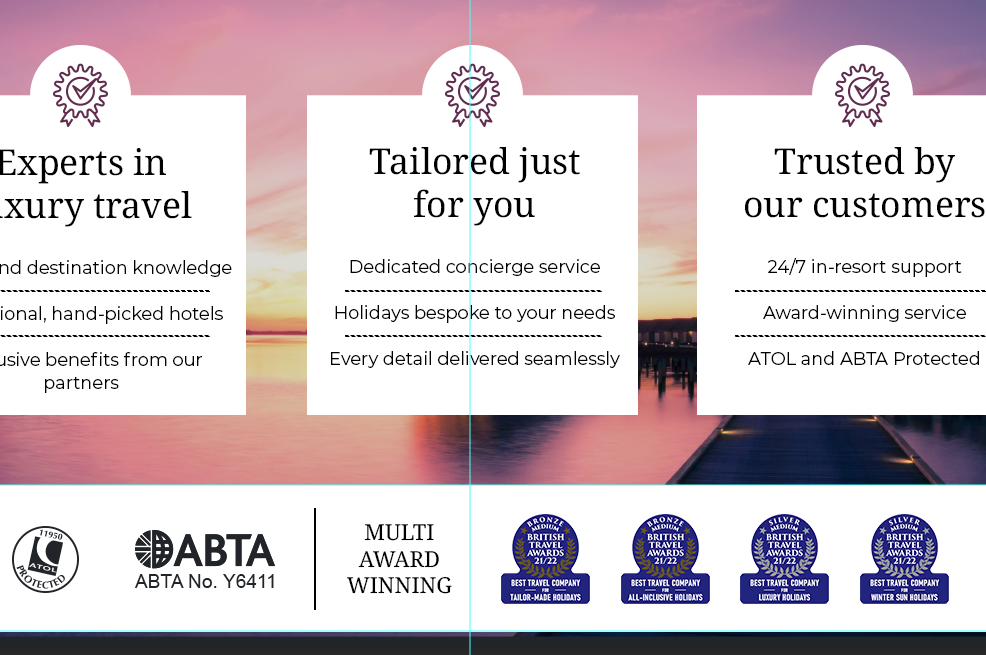 Experts in
xury travel
nd destination knowledge
ional, hand-picked hotels
usive benefits from our
partners
Tailored just
for you
Dedicated concierge service
Holidays bespoke to your needs
Every detail delivered seamlessly
Trusted by
our customers
24/7 in-resort support
Award-winning service
ATOL and ABTA Protected
11950
ATOL
PROTECTED
ABTA
ABTA No. Y6411
MULTI
AWARD
WINNING
BRONZE
MEDIUM
BRITISH
TRAVEL
AWARDS
21/22
BEST TRAVEL COMPANY
FOR
TAILOR-MADE HOLIDAYS
BRONZE
MEDIUM
BRITISH
TRAVEL
AWARDS
21/22
BEST TRAVEL COMPANY
FOR
ALL-INCLUSIVE HOLIDAYS
SILVER
MEDIUM
BRITISH
TRAVEL
AWARDS
21/22
BEST TRAVEL COMPANY
FOR
LUXURY HOLIDAYS
SILVER
MEDIUM
BRITISH
TRAVEL
AWARDS
21/22
BEST TRAVEL COMPANY
FOR
WINTER SUN HOLIDAYS